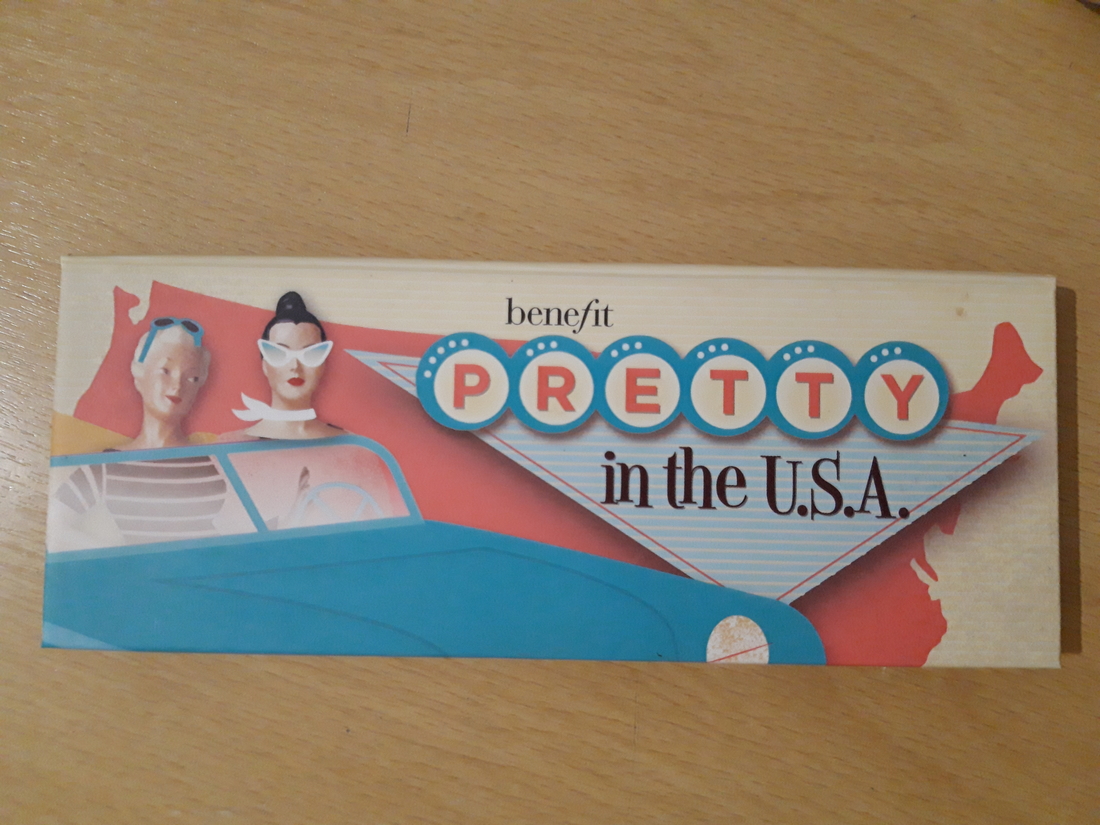 benefit
PRETTY
in the U.S.A.